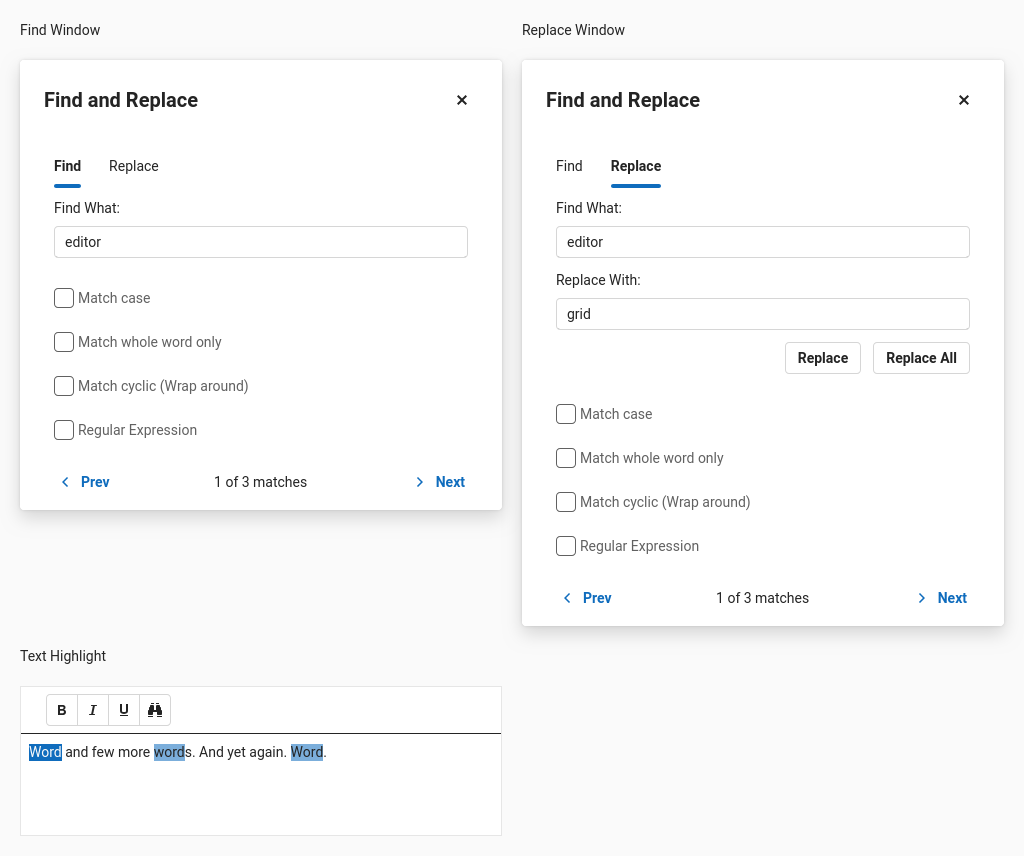 Find Window
Find and Replace
Find Replace
Find What:
editor
Match case
Match whole word only
Match cyclic (Wrap around)
Regular Expression
Prev 1 of 3 matches Next
Replace Window
Find and Replace
Find Replace
Find What:
editor
Replace With:
grid
Replace Replace All
Match case
Match whole word only
Match cyclic (Wrap around)
Regular Expression
Prev 1 of 3 matches Next
Text Highlight
B I U
Word and few more words. And yet again. Word.